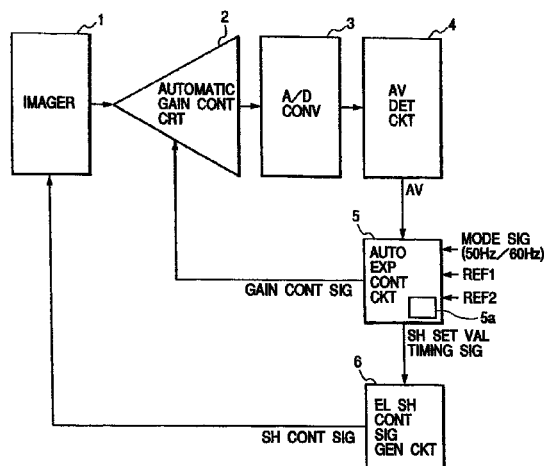 1
2
3
4
IMAGER
AUTOMATIC
GAIN CONT
CRT
A/D
CONV
AV
DET
CKT
AV
5
AUTO
EXP
CONT
CKT
5a
MODE SIG
(50Hz/60Hz)
REF1
REF2
GAIN CONT SIG
SH SET VAL
TIMING SIG
6
EL SH
CONT
SIG
GEN CKT
SH CONT SIG